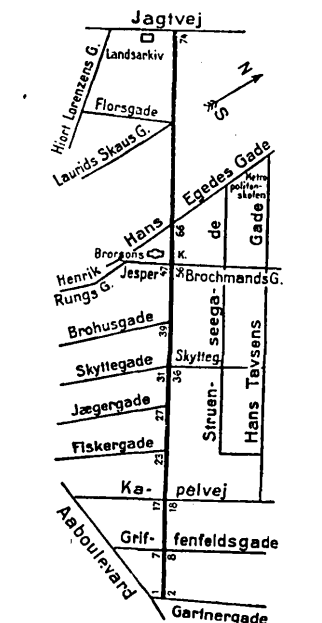 Jagtvej
74
Landsarkiv
Hiort Lorenzens G.
Florsgade
Laurids Skaus G.
N
S
Hans Egedes Gade
Metro
politan-
skolen
66
Brorsons K.
Henrik
Rungs G.
Jesper Brochmands G.
47 56
Brohusgade
39
Skyttegade
31 36
Skytteg.
Struen-
seega-
de
Hans Tavsens Gade
Jægergade
27
Fiskergade
23
Ka- pelvej
17 18
Aaboulevard
Grif- fenfeldsgade
7 8
1 2
Gartnergade